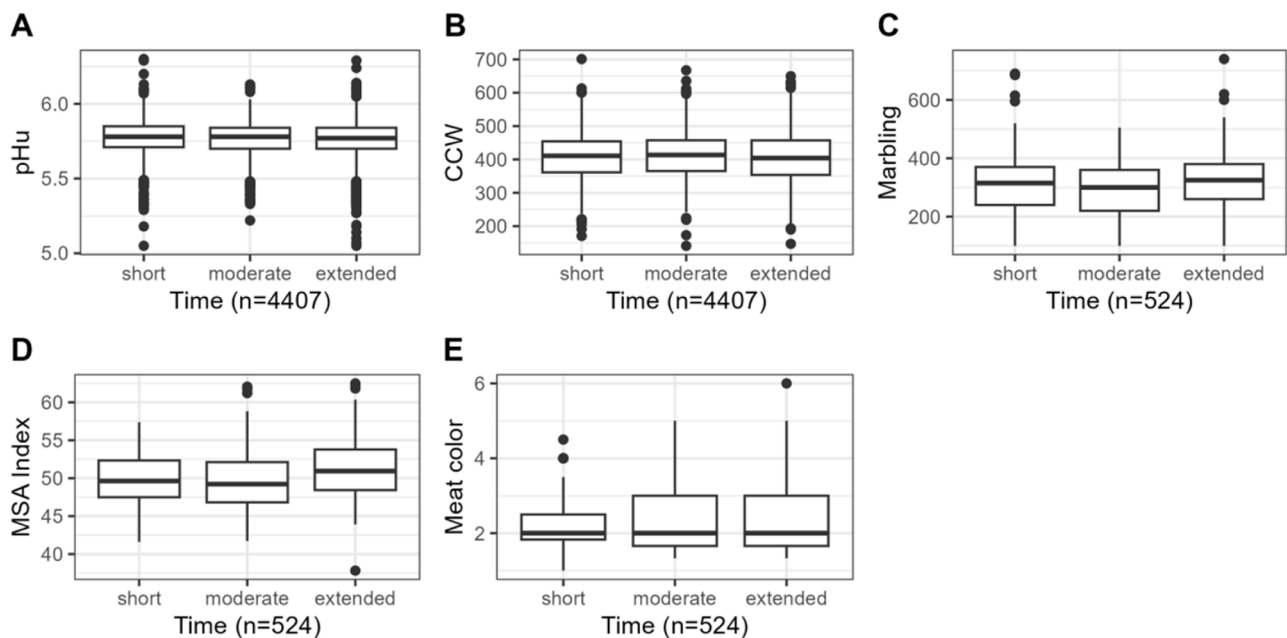 A
pHu
6.0
5.5
5.0
short moderate extended
Time (n=4407)
B
CCW
700
600
500
400
300
200
short moderate extended
Time (n=4407)
C
Marbling
600
400
200
short moderate extended
Time (n=524)
D
MSA Index
60
55
50
45
40
short moderate extended
Time (n=524)
E
Meat color
6
4
2
short moderate extended
Time (n=524)